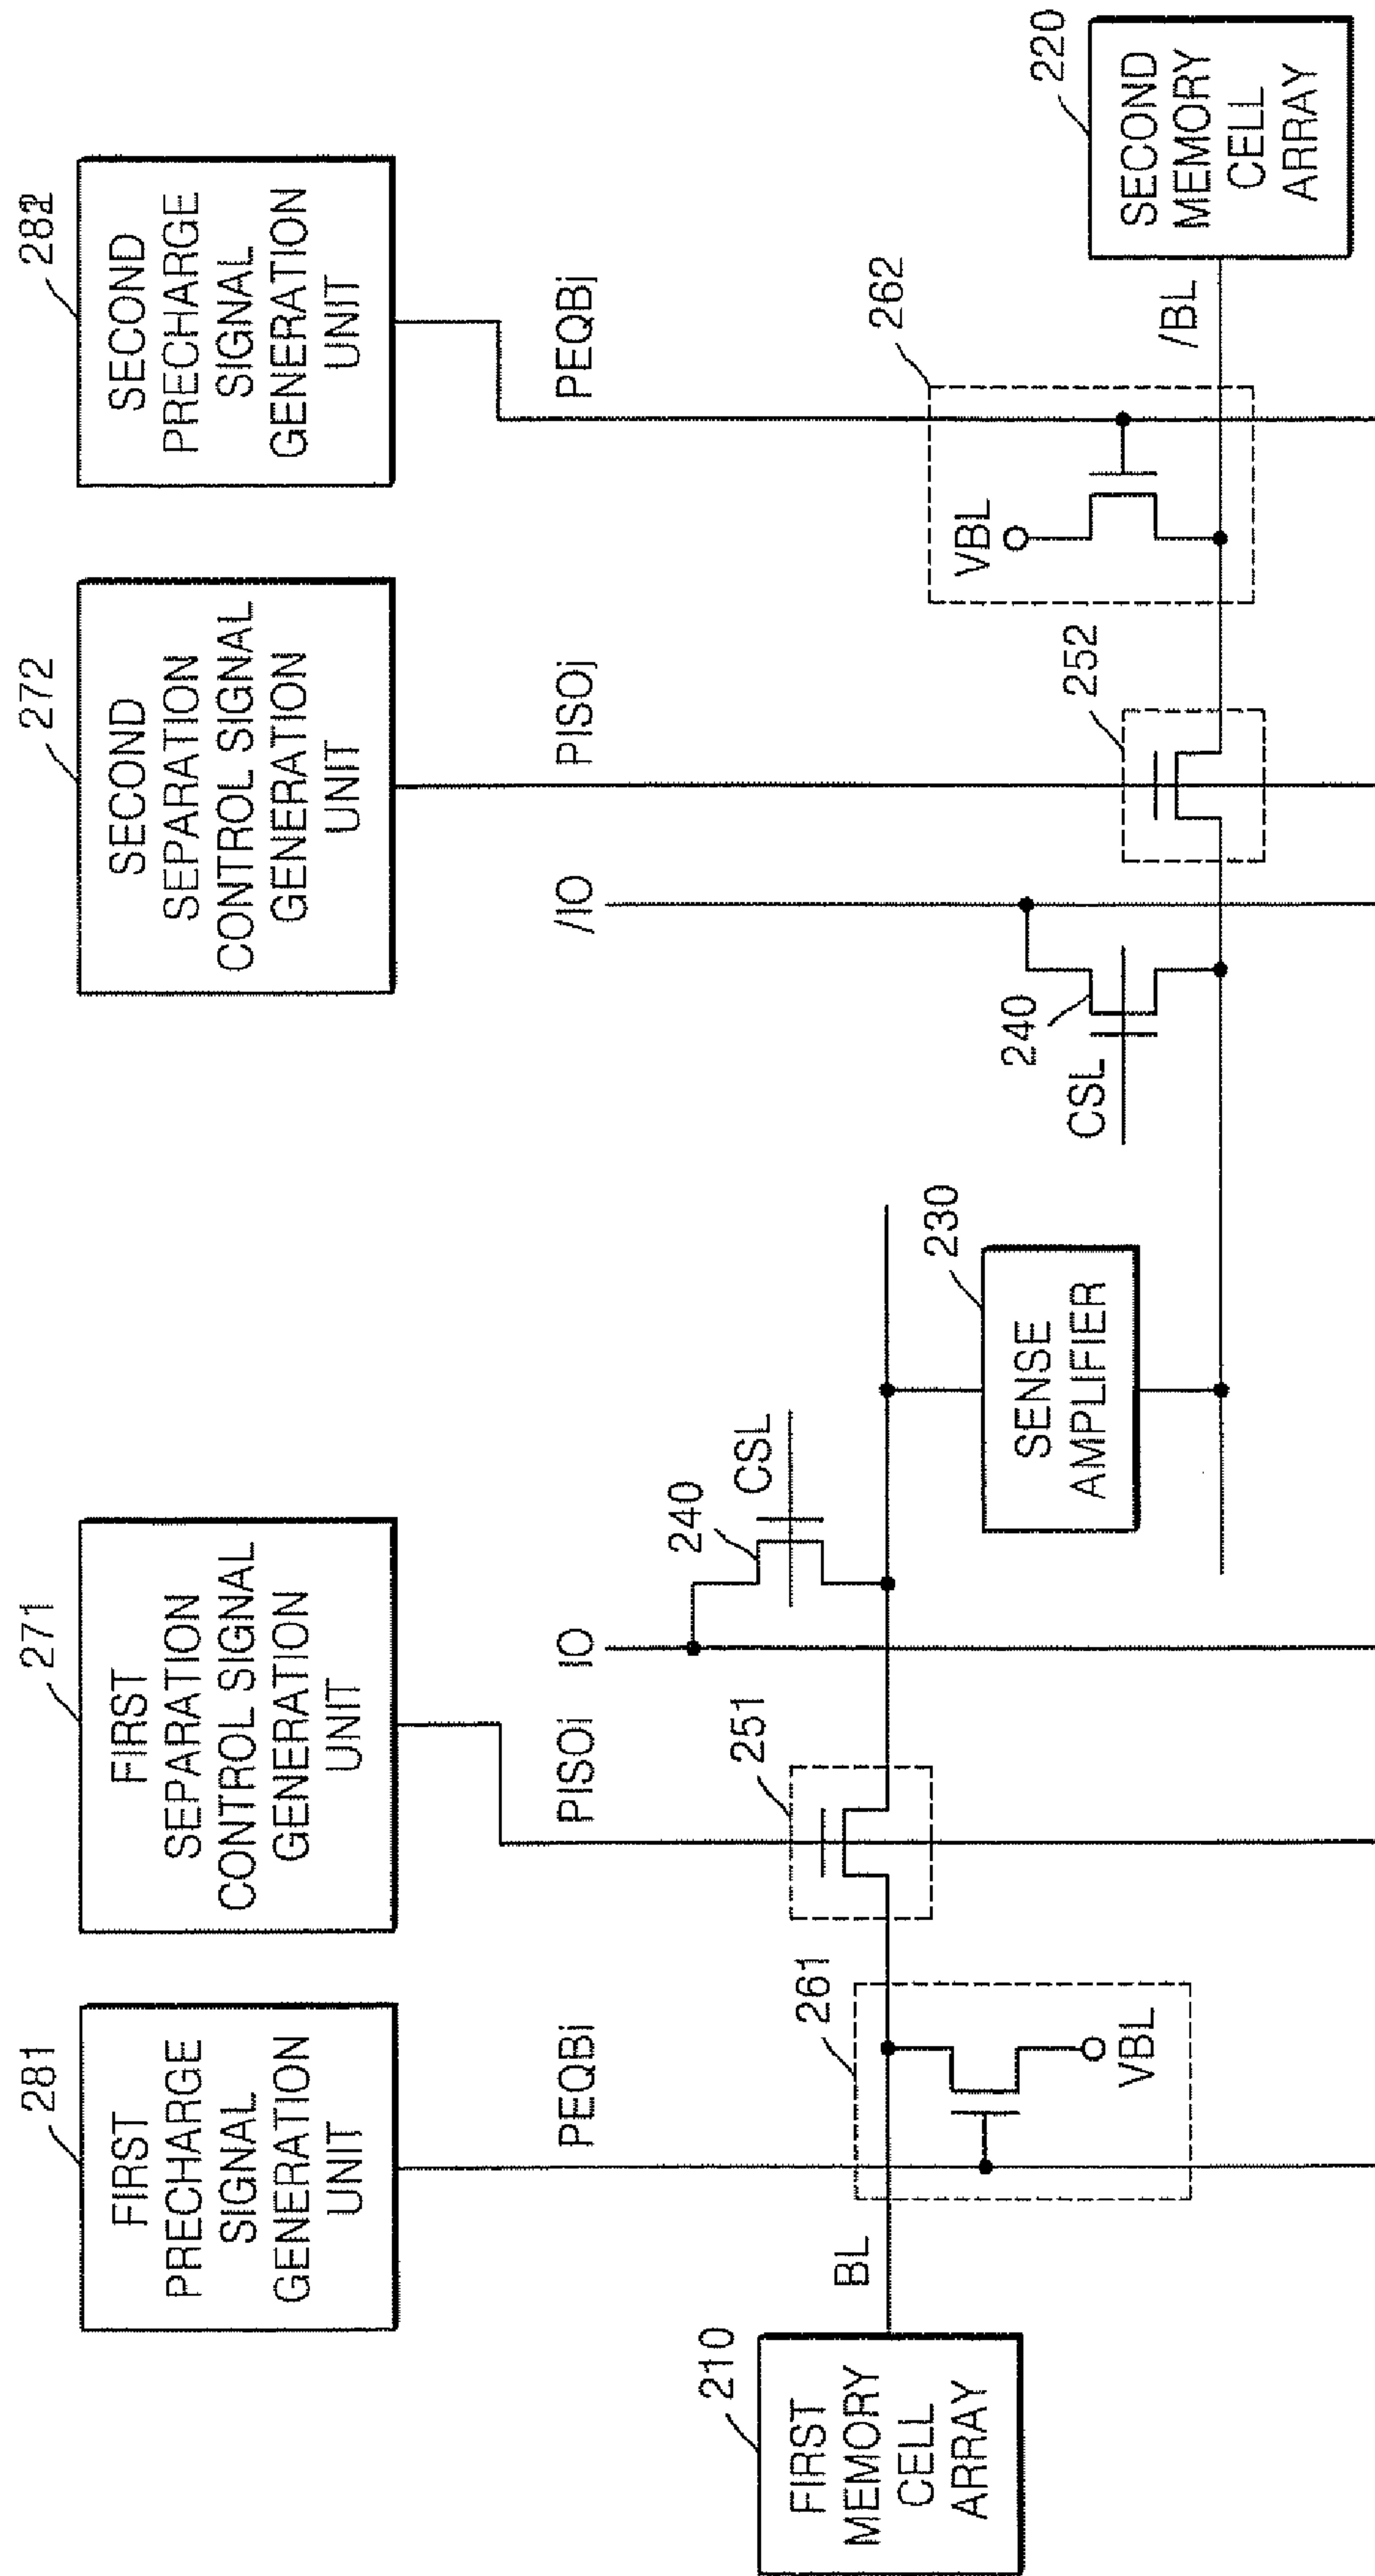 281
FIRST
PRECHARGE
SIGNAL
GENERATION
UNIT
271
FIRST
SEPARATION
CONTROL SIGNAL
GENERATION
UNIT
272
SECOND
SEPARATION
CONTROL SIGNAL
GENERATION
UNIT
SECOND
PRECHARGE
SIGNAL
GENERATION
UNIT
PEQBi
PISOi
IO
/IO
PISOj
PEQBj
210
FIRST
MEMORY
CELL
ARRAY
BL
261
VBL
251
240
CSL
230
SENSE
AMPLIFIER
CSL
240
252
VBL
262
/BL
220
SECOND
MEMORY
CELL
ARRAY